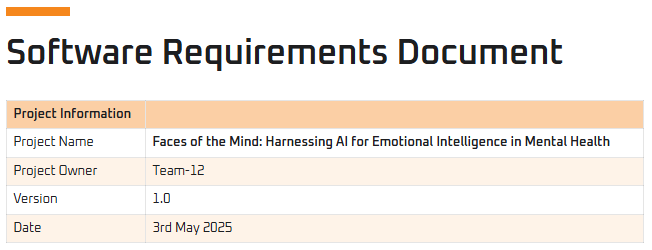 Software Requirements Document
Project Information
Project Name Faces of the Mind: Harnessing AI for Emotional Intelligence in Mental Health
Project Owner Team-12
Version 1.0
Date 3rd May 2025